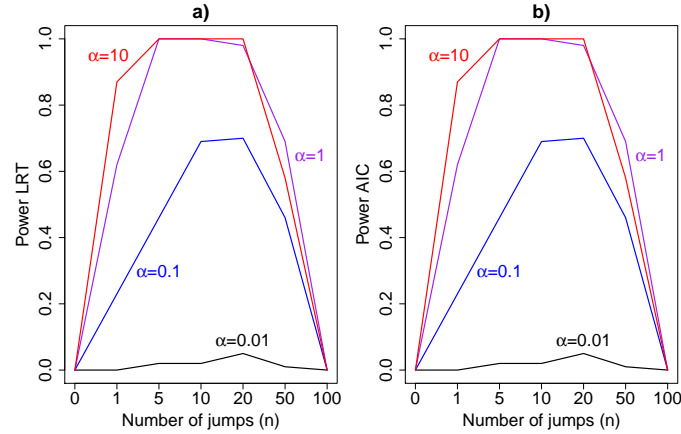 a)
Power LRT
1.0
0.8
0.6
0.4
0.2
0.0
α=10
α=1
α=0.1
α=0.01
0 1 5 10 20 50 100
Number of jumps (n)
b)
Power AIC
1.0
0.8
0.6
0.4
0.2
0.0
α=10
α=1
α=0.1
α=0.01
0 1 5 10 20 50 100
Number of jumps (n)